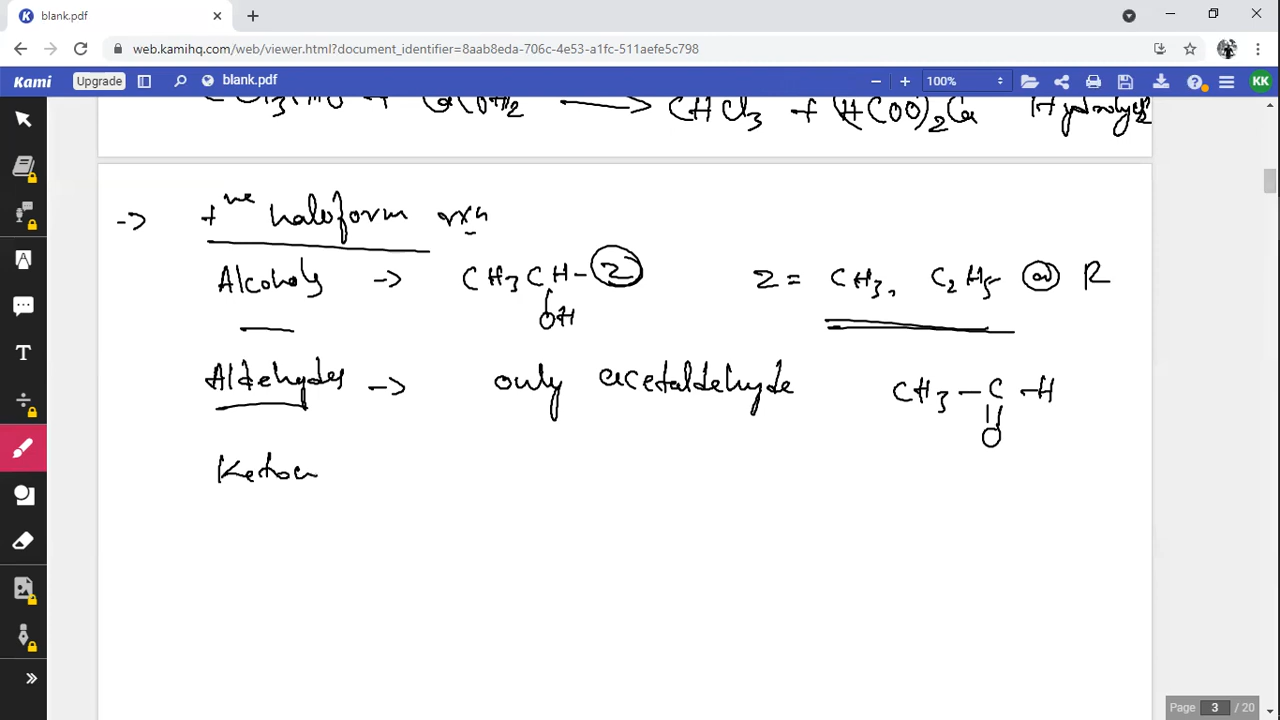 blank.pdf
web.kamihq.com/web/viewer.html?document_identifier=8aab8eda-706c-4e53-a1fc-511aefe5c798
Kami Upgrade blank.pdf 100% KK
→ CHCl3 + (HCOO)2Ca
-> +ve haloform rxn
Alcohols -> CH3CH-Z Z = CH3, C2H5 or R
OH
Aldehydes -> only acetaldehyde CH3-C-H
O
Keton
Page 3 / 20